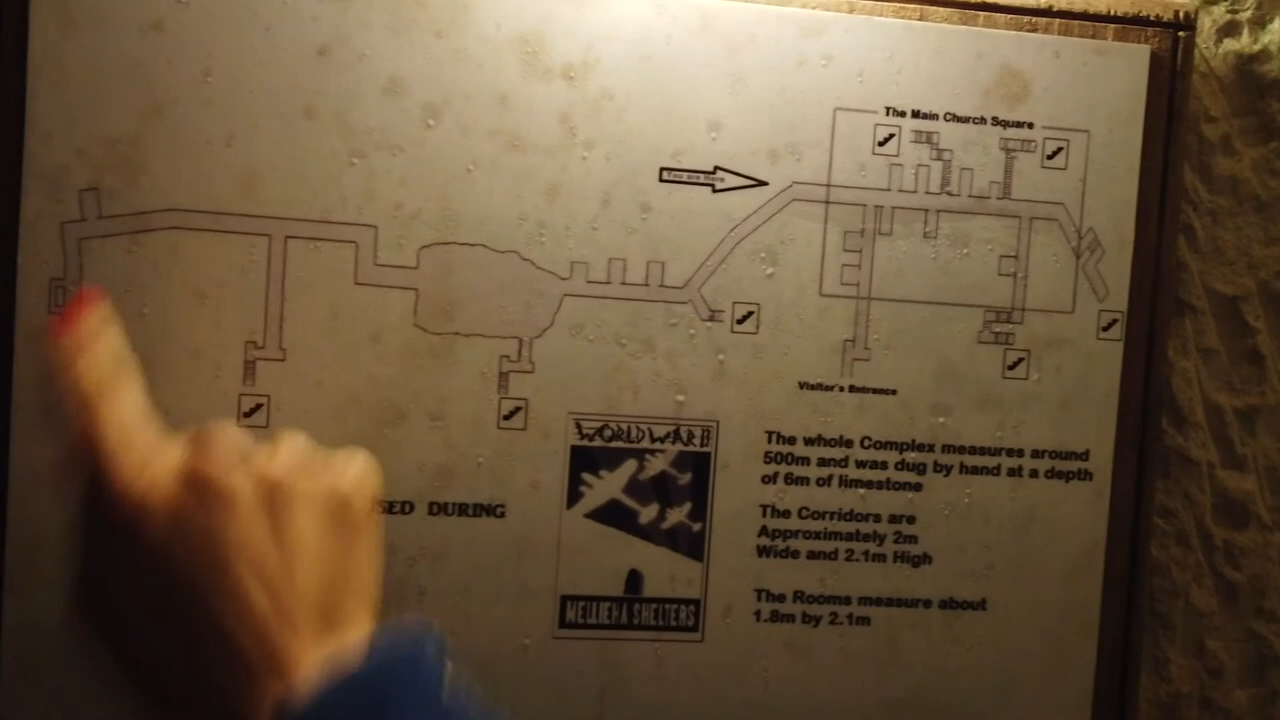 The Main Church Square
You are Here
Visitor's Entrance
WORLD WAR II
MELLIEHA SHELTERS
SED DURING
The whole Complex measures around
500m and was dug by hand at a depth
of 6m of limestone
The Corridors are
Approximately 2m
Wide and 2.1m High
The Rooms measure about
1.8m by 2.1m